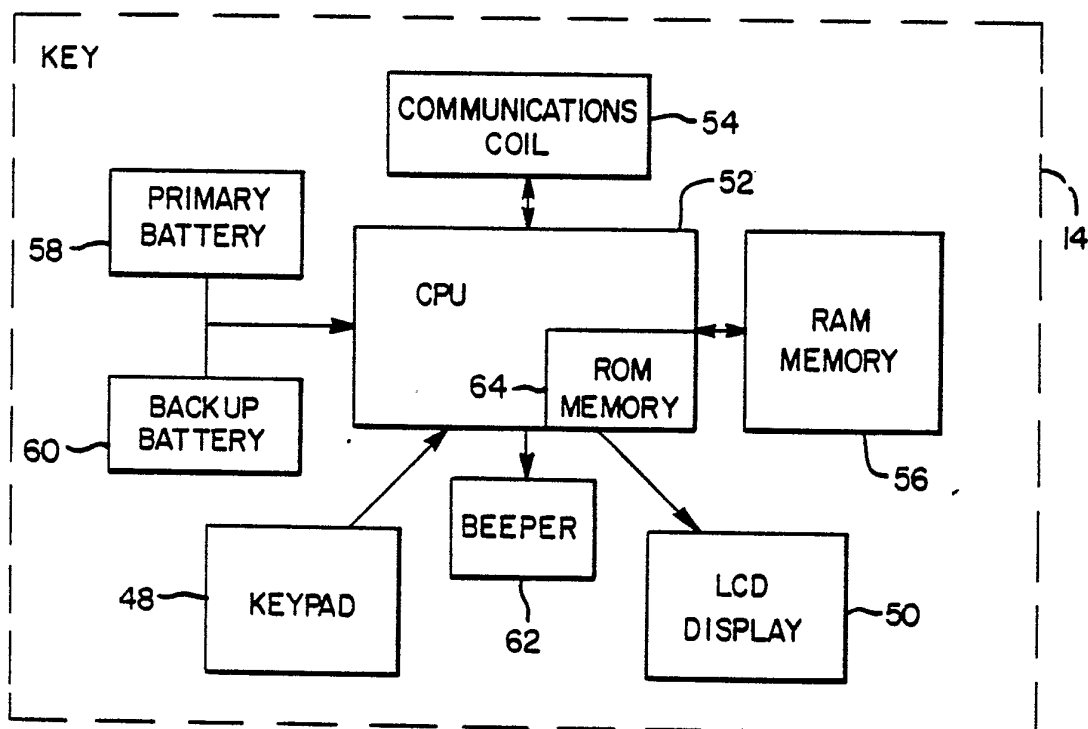 KEY
COMMUNICATIONS
COIL
54
52
PRIMARY
BATTERY
58
14
CPU
RAM
MEMORY
ROM
MEMORY
64
BACKUP
BATTERY
60
56
BEEPER
62
KEYPAD
48
LCD
DISPLAY
50